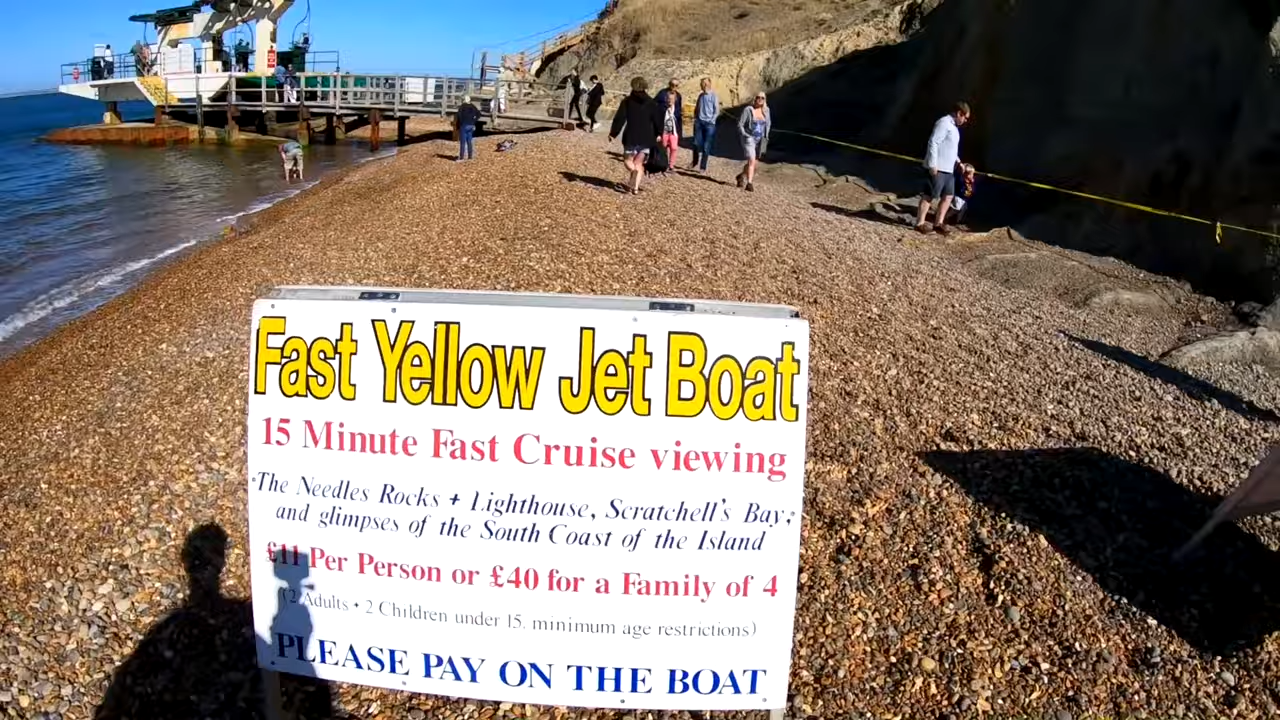 Fast Yellow Jet Boat
15 Minute Fast Cruise viewing
The Needles Rocks + Lighthouse, Scratchell's Bay,
and glimpses of the South Coast of the Island
£11 Per Person or £40 for a Family of 4
(2 Adults + 2 Children under 15. minimum age restrictions)
PLEASE PAY ON THE BOAT